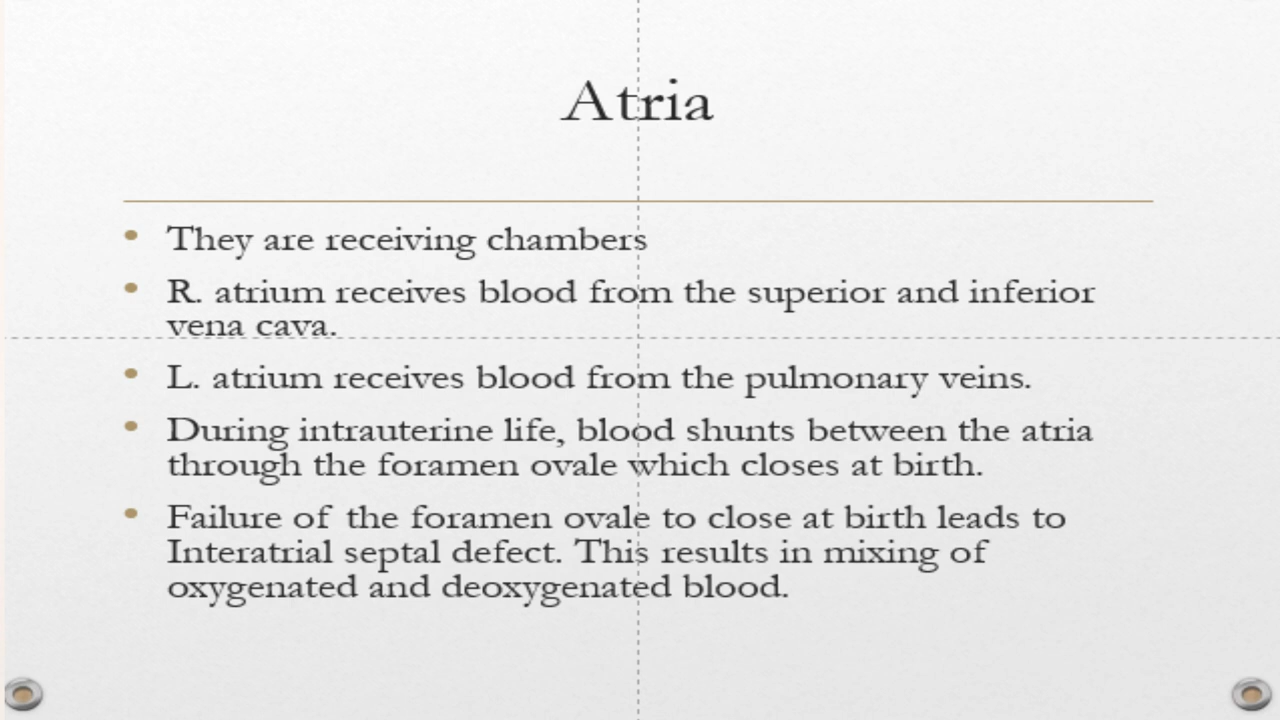 Atria
• They are receiving chambers
• R. atrium receives blood from the superior and inferior
vena cava.
• L. atrium receives blood from the pulmonary veins.
• During intrauterine life, blood shunts between the atria
through the foramen ovale which closes at birth.
• Failure of the foramen ovale to close at birth leads to
Interatrial septal defect. This results in mixing of
oxygenated and deoxygenated blood.